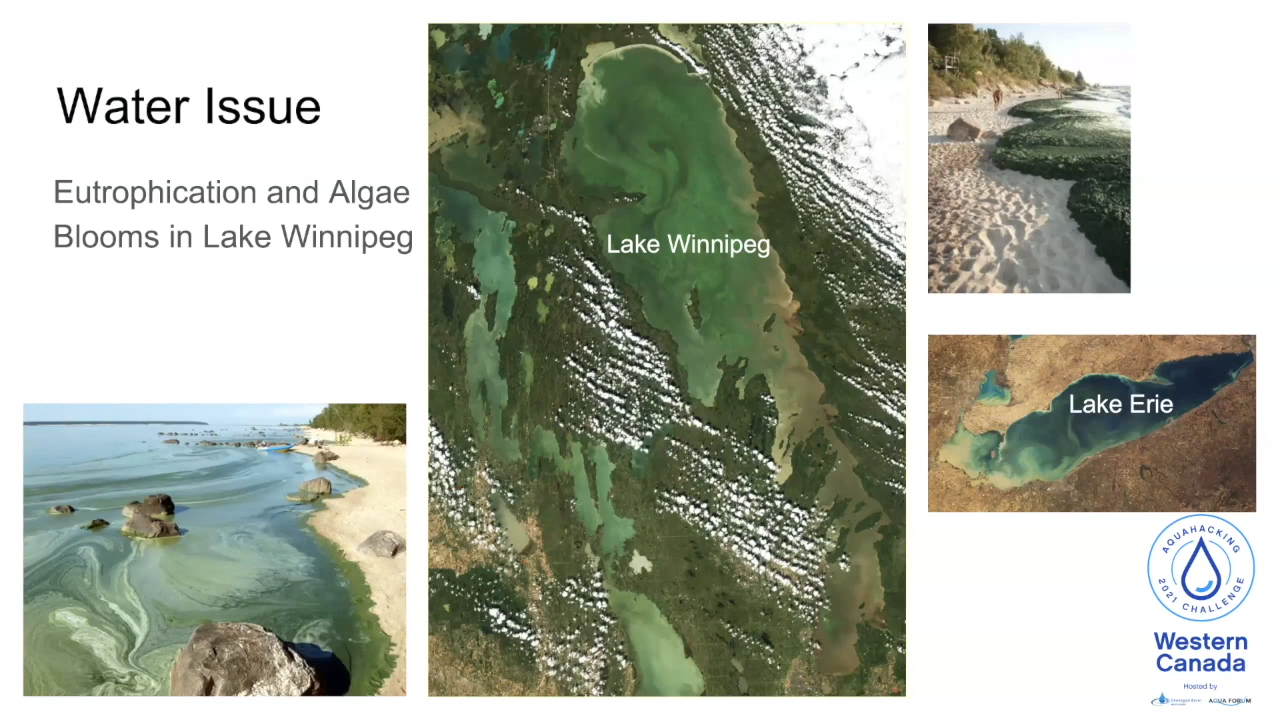 Water Issue
Eutrophication and Algae
Blooms in Lake Winnipeg
Lake Winnipeg
Lake Erie
AQUAHACKING
2021 CHALLENGE
Western
Canada
Hosted by
AQUA FORUM